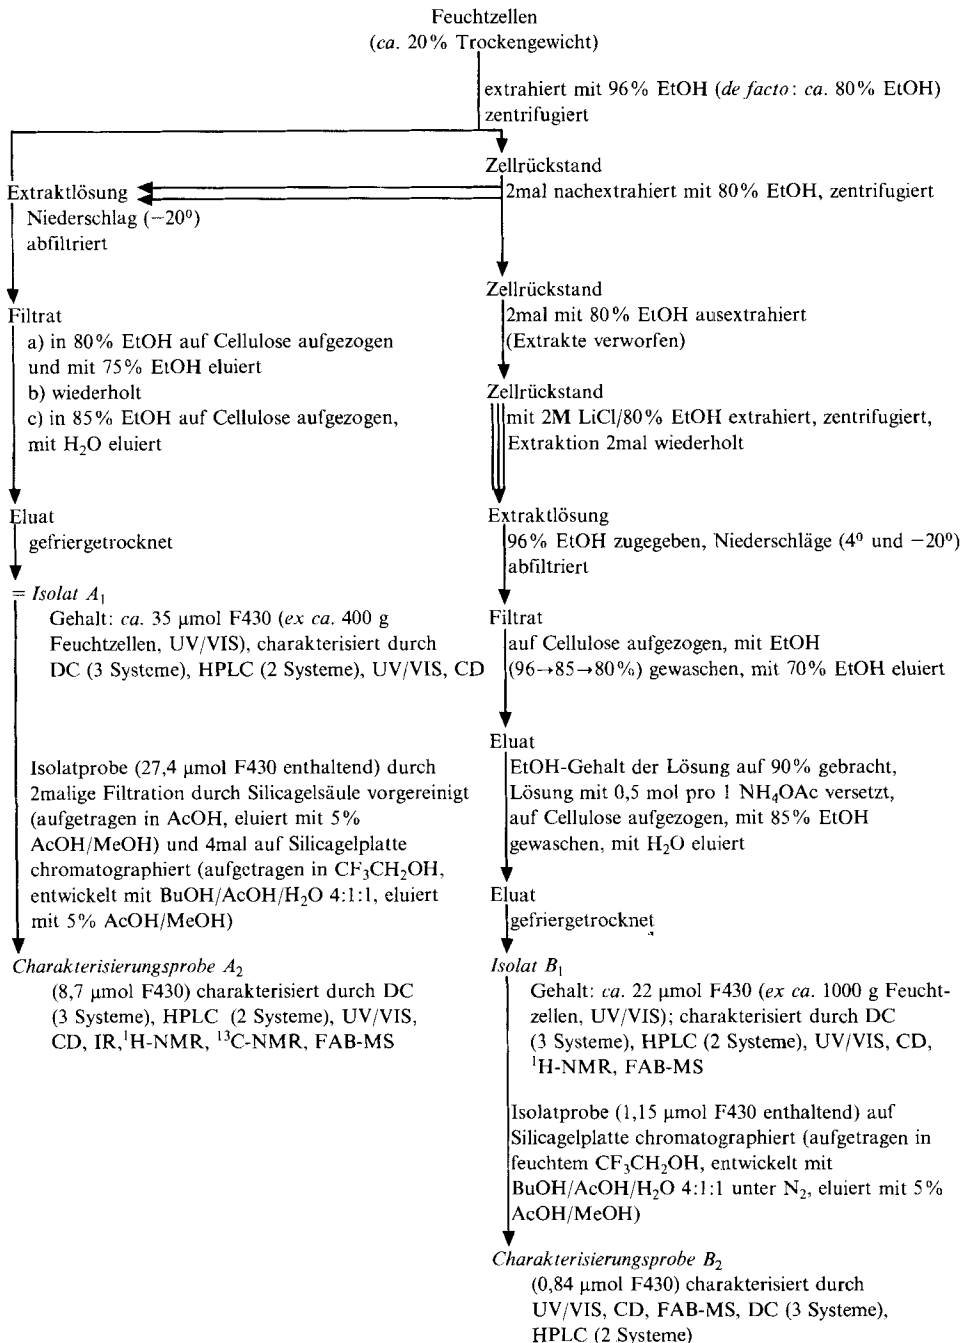 Feuchtzellen
(ca. 20% Trockengewicht)
extrahiert mit 96% EtOH (de facto: ca. 80% EtOH)
zentrifugiert
Zellrückstand
2mal nachextrahiert mit 80% EtOH, zentrifugiert
Extraktlösung
Niederschlag (−20⁰)
abfiltriert
Zellrückstand
2mal mit 80% EtOH ausextrahiert
(Extrakte verworfen)
Filtrat
a) in 80% EtOH auf Cellulose aufgezogen
und mit 75% EtOH eluiert
b) wiederholt
c) in 85% EtOH auf Cellulose aufgezogen,
mit H₂O eluiert
Zellrückstand
mit 2M LiCl/80% EtOH extrahiert, zentrifugiert,
Extraktion 2mal wiederholt
Eluat
gefriergetrocknet
Extraktlösung
96% EtOH zugegeben, Niederschläge (4⁰ und −20⁰)
abfiltriert
= Isolat A₁
Gehalt: ca. 35 μmol F430 (ex ca. 400 g
Feuchtzellen, UV/VIS), charakterisiert durch
DC (3 Systeme), HPLC (2 Systeme), UV/VIS, CD
Filtrat
auf Cellulose aufgezogen, mit EtOH
(96→85→80%) gewaschen, mit 70% EtOH eluiert
Eluat
EtOH-Gehalt der Lösung auf 90% gebracht,
Lösung mit 0,5 mol pro l NH₄OAc versetzt,
auf Cellulose aufgezogen, mit 85% EtOH
gewaschen, mit H₂O eluiert
Isolatprobe (27,4 μmol F430 enthaltend) durch
2malige Filtration durch Silicagelsäule vorgereinigt
(aufgetragen in AcOH, eluiert mit 5%
AcOH/MeOH) und 4mal auf Silicagelplatte
chromatographiert (aufgetragen in CF₃CH₂OH,
entwickelt mit BuOH/AcOH/H₂O 4:1:1, eluiert
mit 5% AcOH/MeOH)
Eluat
gefriergetrocknet
Charakterisierungsprobe A₂
(8,7 μmol F430) charakterisiert durch DC
(3 Systeme), HPLC (2 Systeme), UV/VIS,
CD, IR,¹H-NMR, ¹³C-NMR, FAB-MS
Isolat B₁
Gehalt: ca. 22 μmol F430 (ex ca. 1000 g Feucht-
zellen, UV/VIS); charakterisiert durch DC
(3 Systeme), HPLC (2 Systeme), UV/VIS, CD,
¹H-NMR, FAB-MS
Isolatprobe (1,15 μmol F430 enthaltend) auf
Silicagelplatte chromatographiert (aufgetragen in
feuchtem CF₃CH₂OH, entwickelt mit
BuOH/AcOH/H₂O 4:1:1 unter N₂, eluiert mit 5%
AcOH/MeOH)
Charakterisierungsprobe B₂
(0,84 μmol F430) charakterisiert durch
UV/VIS, CD, FAB-MS, DC (3 Systeme),
HPLC (2 Systeme)